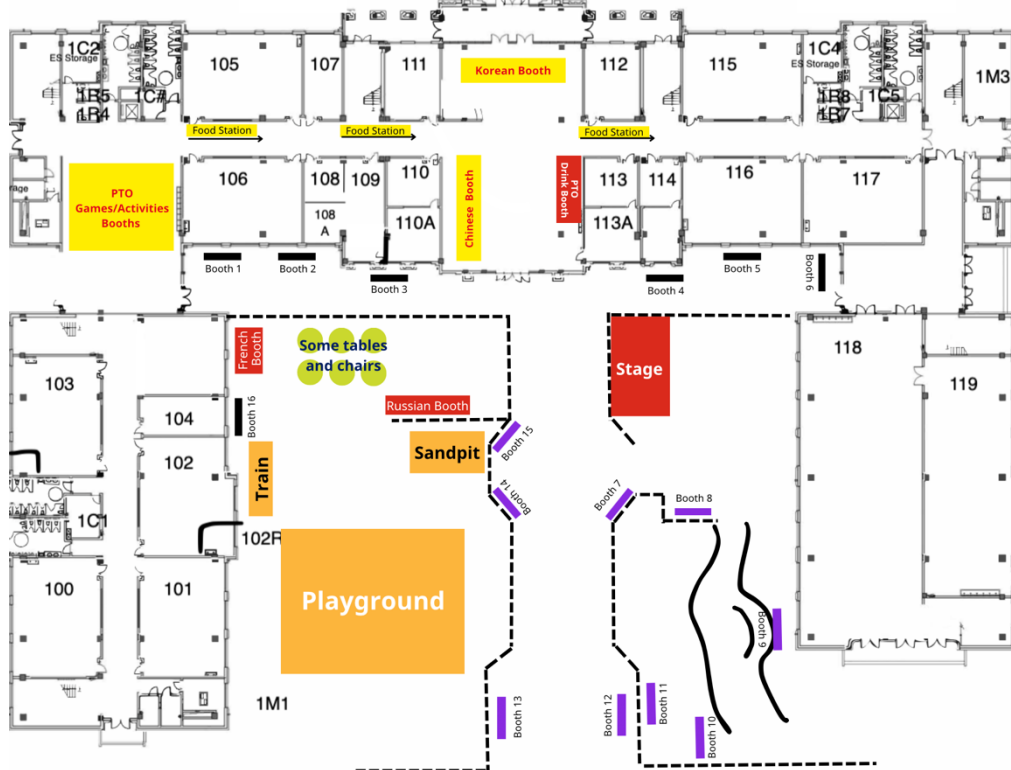 1C2
ES Storage
1R5
1R4
1C#
105
107
111
Korean Booth
112
115
1C4
ES Storage
1R8
1R7
1C5
1M3
Food Station
Food Station
Food Station
rage
PTO
Games/Activities
Booths
106
108
109
108
A
110
110A
Chinese Booth
PTO
Drink Booth
113
113A
114
116
117
Booth 1
Booth 2
Booth 3
Booth 4
Booth 5
Booth 6
French
Booth
Some tables
and chairs
Stage
118
119
103
104
Booth 16
Russian Booth
Booth 15
Sandpit
102
Train
Booth 14
Booth 7
Booth 8
1C1
102R
100
101
Playground
Booth 9
1M1
Booth 13
Booth 12
Booth 11
Booth 10